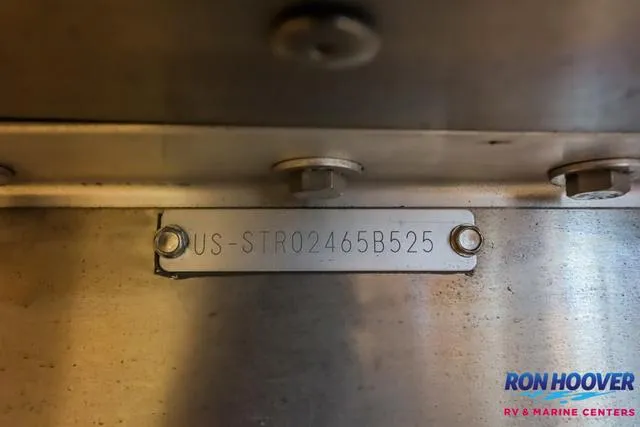 US-STR02465B525
RON HOOVER
RV & MARINE CENTERS